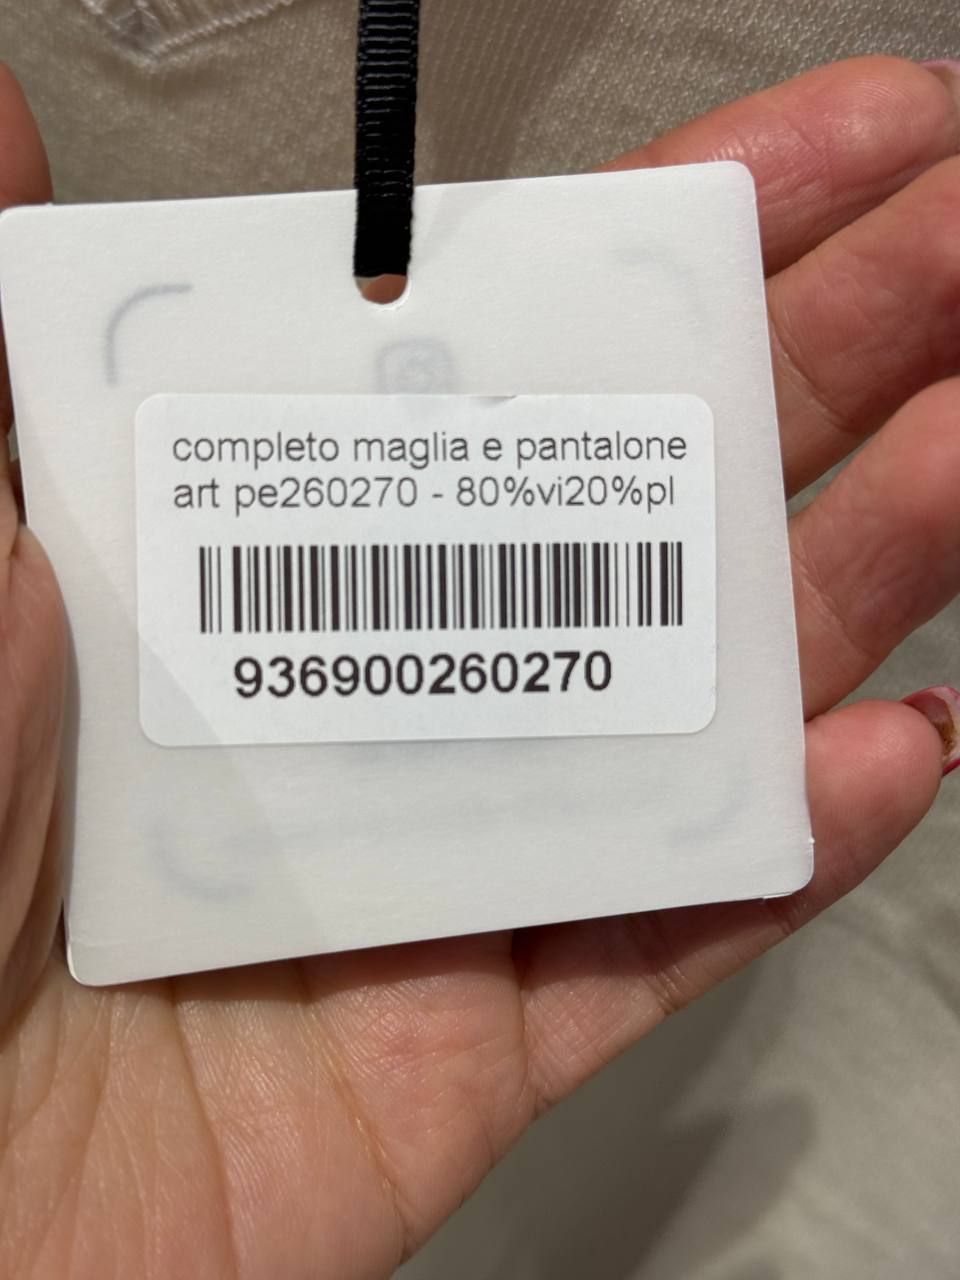 completo maglia e pantalone
art pe260270 - 80%vi20%pl
936900260270